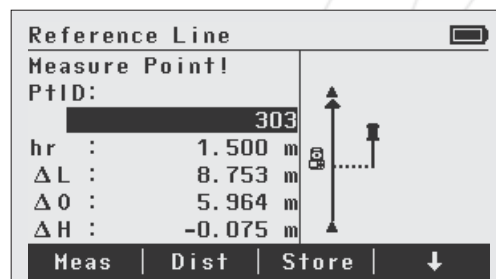 Reference Line
Measure Point!
PtID:
303
hr : 1.500 m
ΔL : 8.753 m
ΔO : 5.964 m
ΔH : -0.075 m
Meas | Dist | Store | ↓